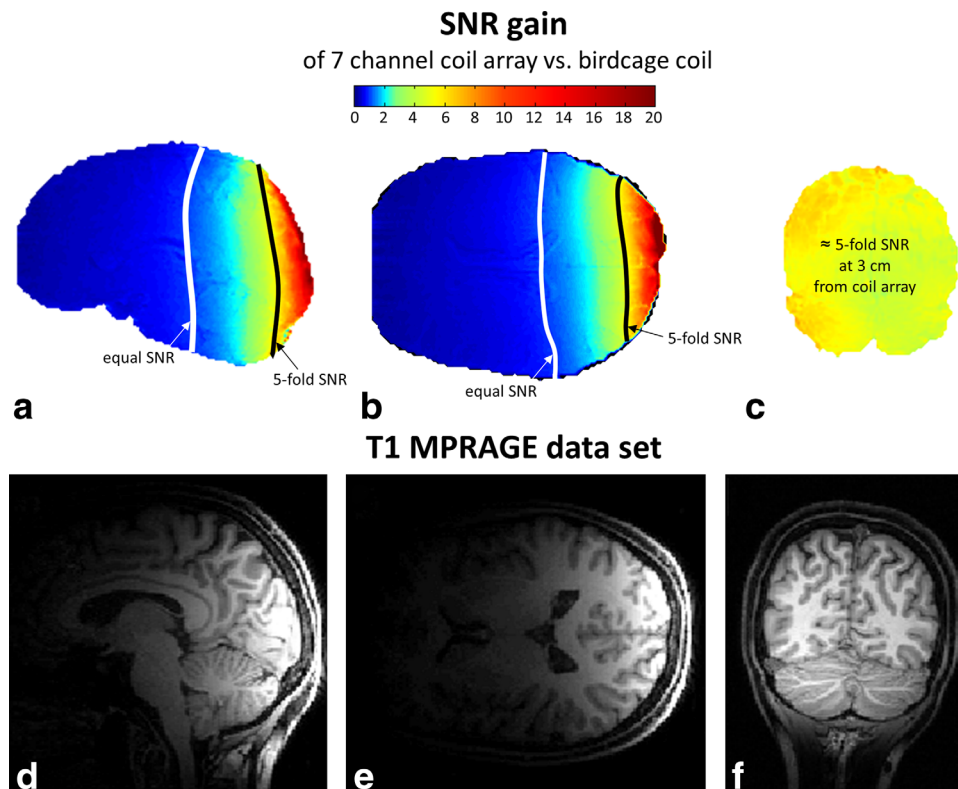 SNR gain
of 7 channel coil array vs. birdcage coil
0 2 4 6 8 10 12 14 16 18 20
equal SNR
5-fold SNR
a
equal SNR
5-fold SNR
b
≈ 5-fold SNR
at 3 cm
from coil array
c
T1 MPRAGE data set
d
e
f